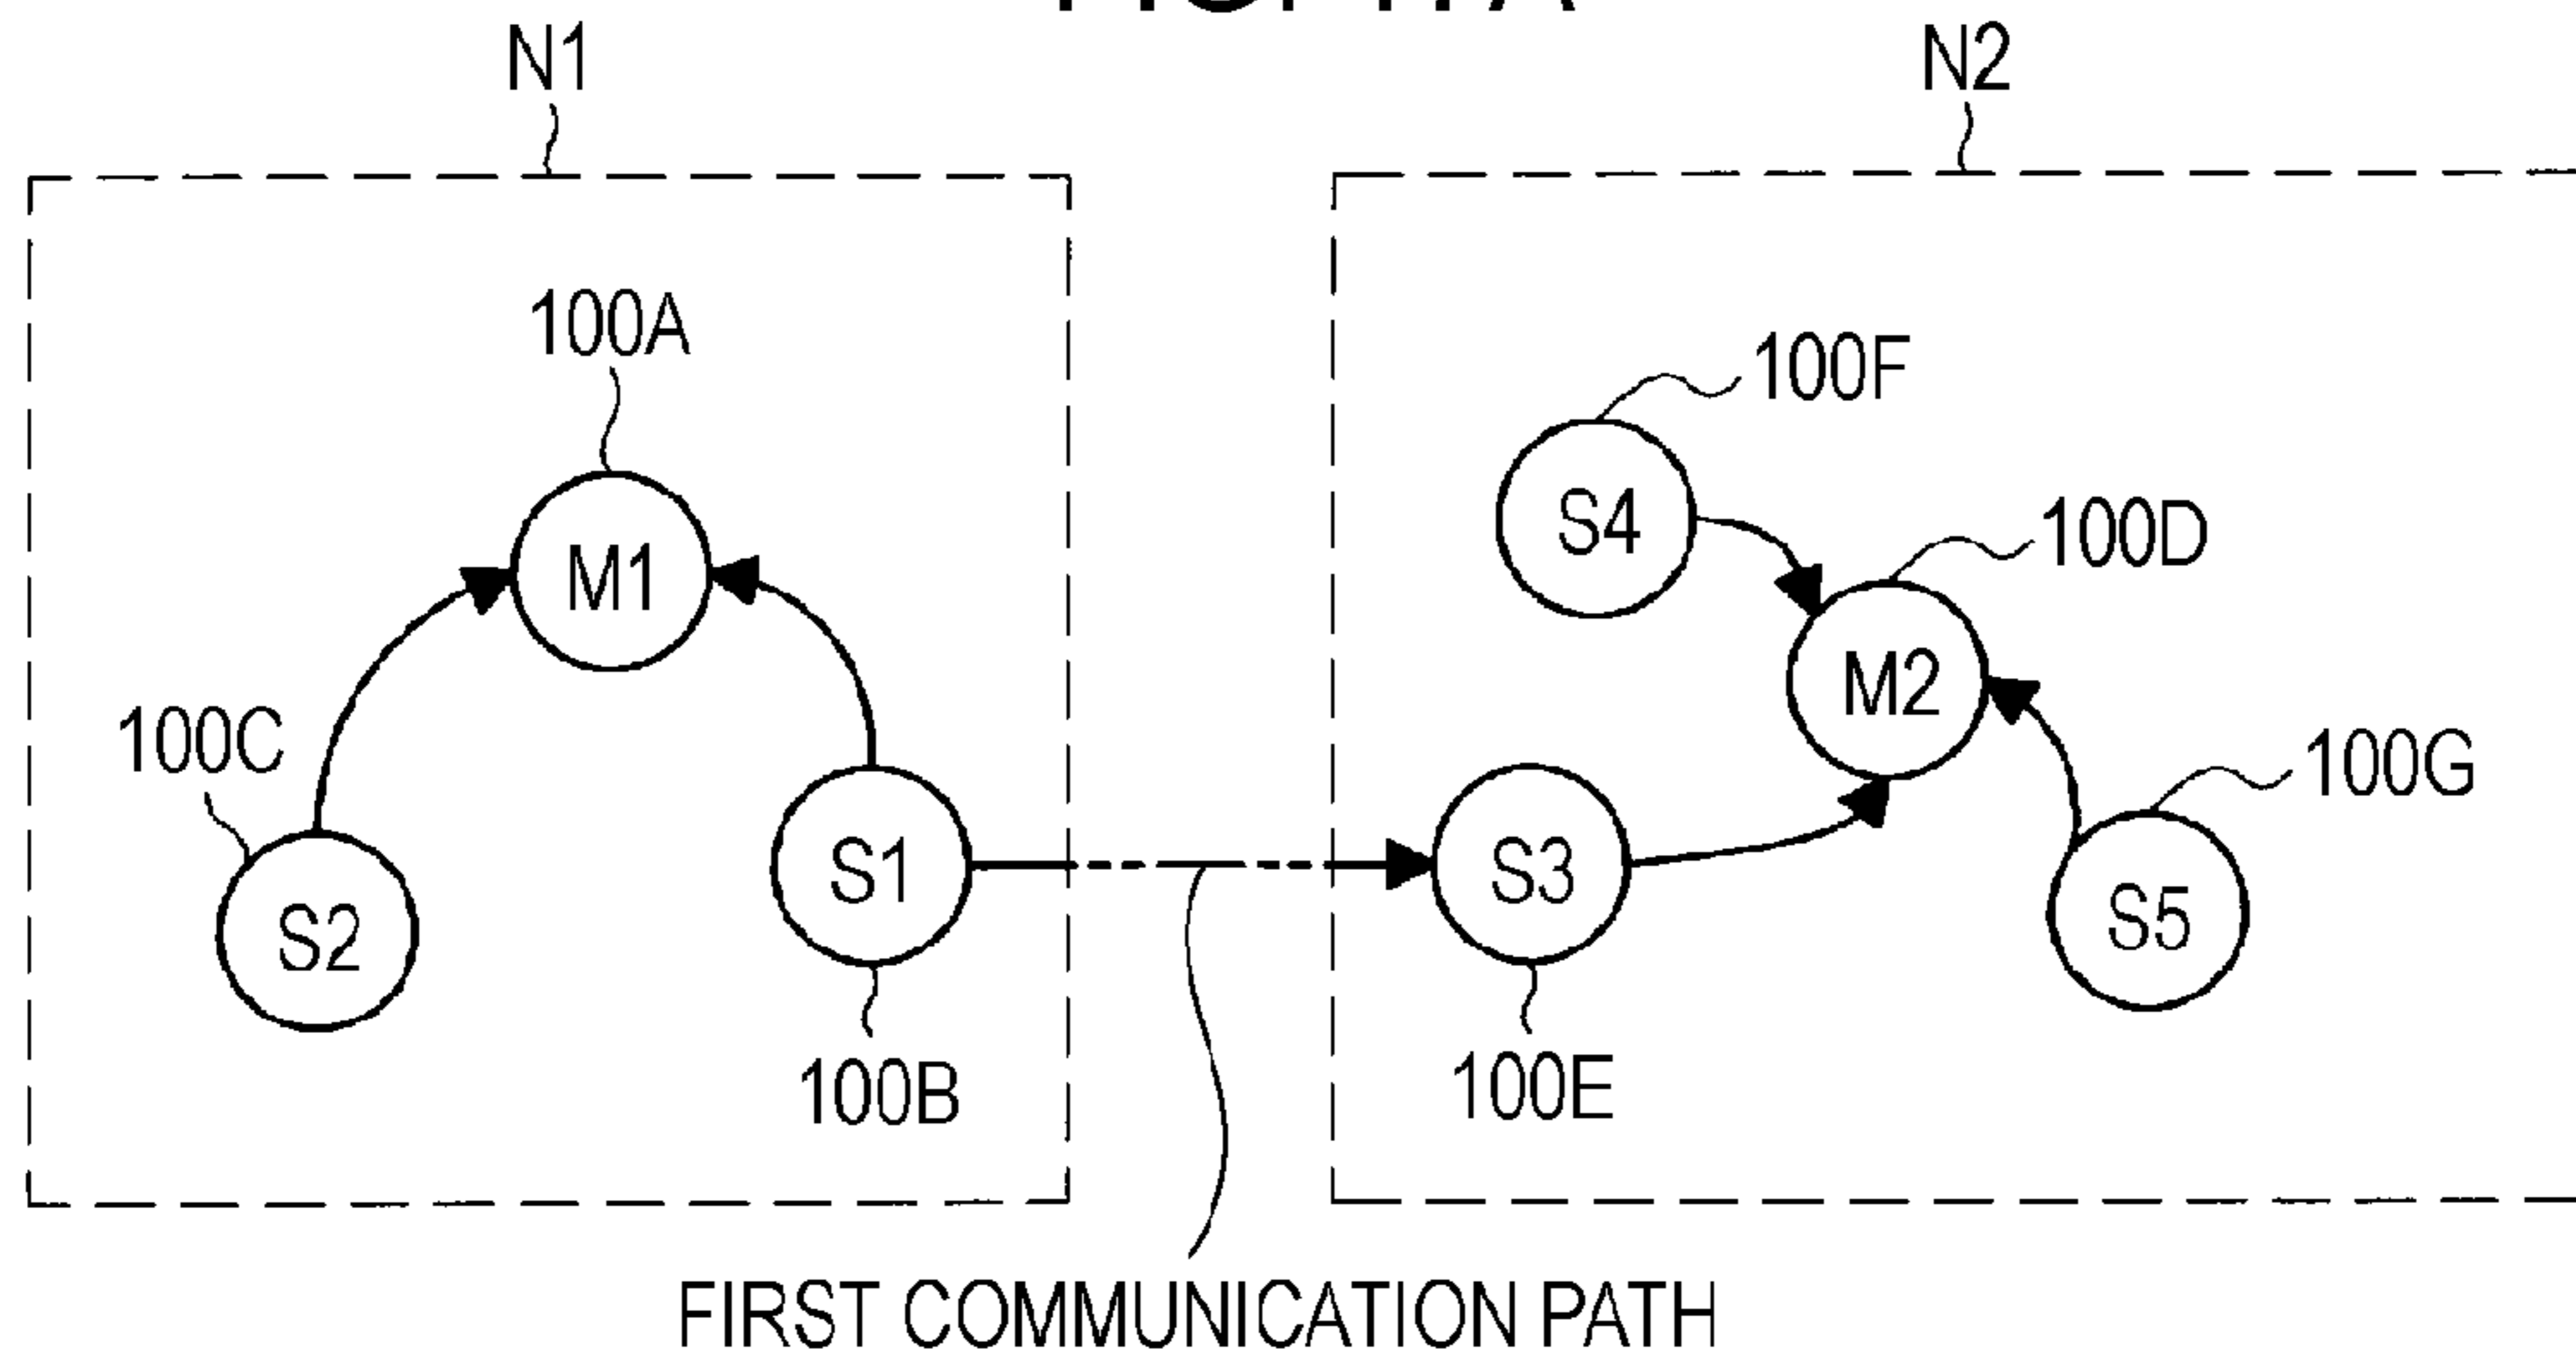 N1
N2
100A
100F
S4
100D
M1
M2
100C
100G
S2
S1
S3
S5
100B
100E
FIRST COMMUNICATION PATH